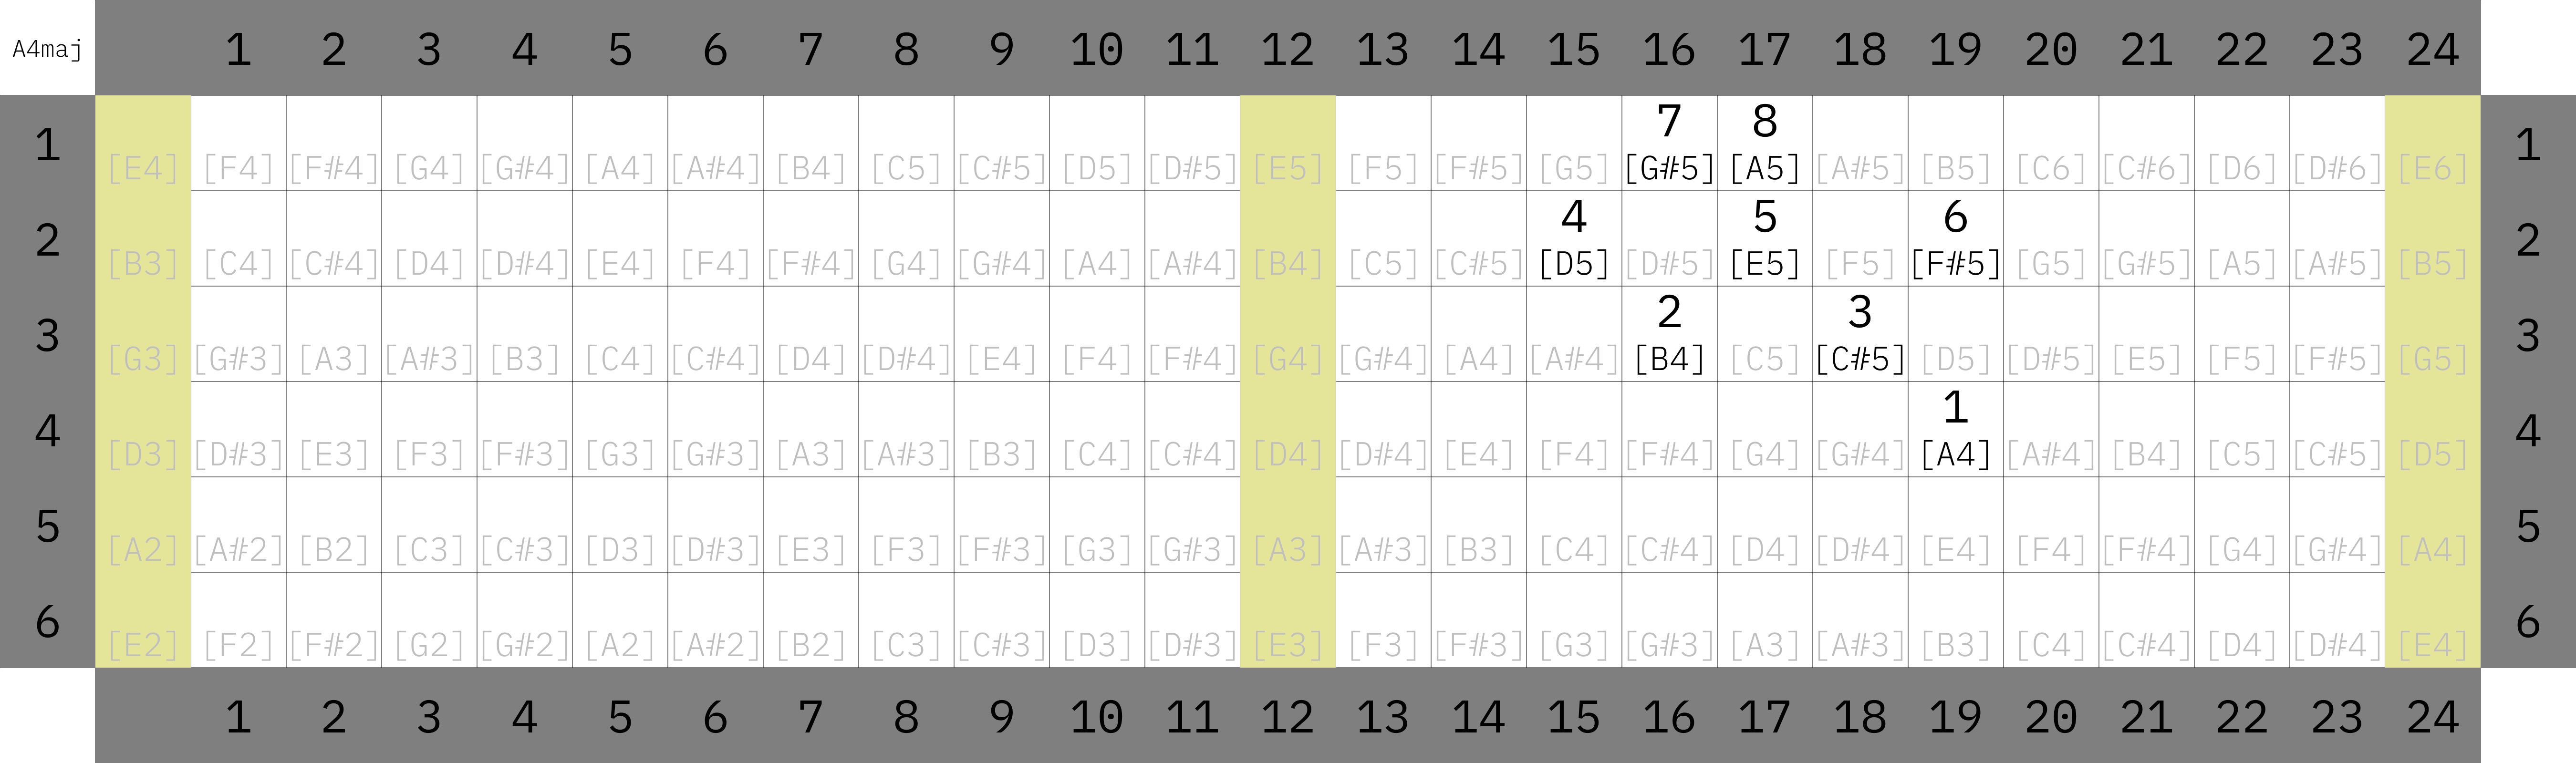 A4maj 1 2 3 4 5 6 7 8 9 10 11 12 13 14 15 16 17 18 19 20 21 22 23 24
7 8
1 [E4] [F4] [F#4] [G4] [G#4] [A4] [A#4] [B4] [C5] [C#5] [D5] [D#5] [E5] [F5] [F#5] [G5] [G#5] [A5] [A#5] [B5] [C6] [C#6] [D6] [D#6] [E6] 1
4 5 6
2 [B3] [C4] [C#4] [D4] [D#4] [E4] [F4] [F#4] [G4] [G#4] [A4] [A#4] [B4] [C5] [C#5] [D5] [D#5] [E5] [F5] [F#5] [G5] [G#5] [A5] [A#5] [B5] 2
2 3
3 [G3] [G#3] [A3] [A#3] [B3] [C4] [C#4] [D4] [D#4] [E4] [F4] [F#4] [G4] [G#4] [A4] [A#4] [B4] [C5] [C#5] [D5] [D#5] [E5] [F5] [F#5] [G5] 3
1
4 [D3] [D#3] [E3] [F3] [F#3] [G3] [G#3] [A3] [A#3] [B3] [C4] [C#4] [D4] [D#4] [E4] [F4] [F#4] [G4] [G#4] [A4] [A#4] [B4] [C5] [C#5] [D5] 4
5 [A2] [A#2] [B2] [C3] [C#3] [D3] [D#3] [E3] [F3] [F#3] [G3] [G#3] [A3] [A#3] [B3] [C4] [C#4] [D4] [D#4] [E4] [F4] [F#4] [G4] [G#4] [A4] 5
6 [E2] [F2] [F#2] [G2] [G#2] [A2] [A#2] [B2] [C3] [C#3] [D3] [D#3] [E3] [F3] [F#3] [G3] [G#3] [A3] [A#3] [B3] [C4] [C#4] [D4] [D#4] [E4] 6
1 2 3 4 5 6 7 8 9 10 11 12 13 14 15 16 17 18 19 20 21 22 23 24